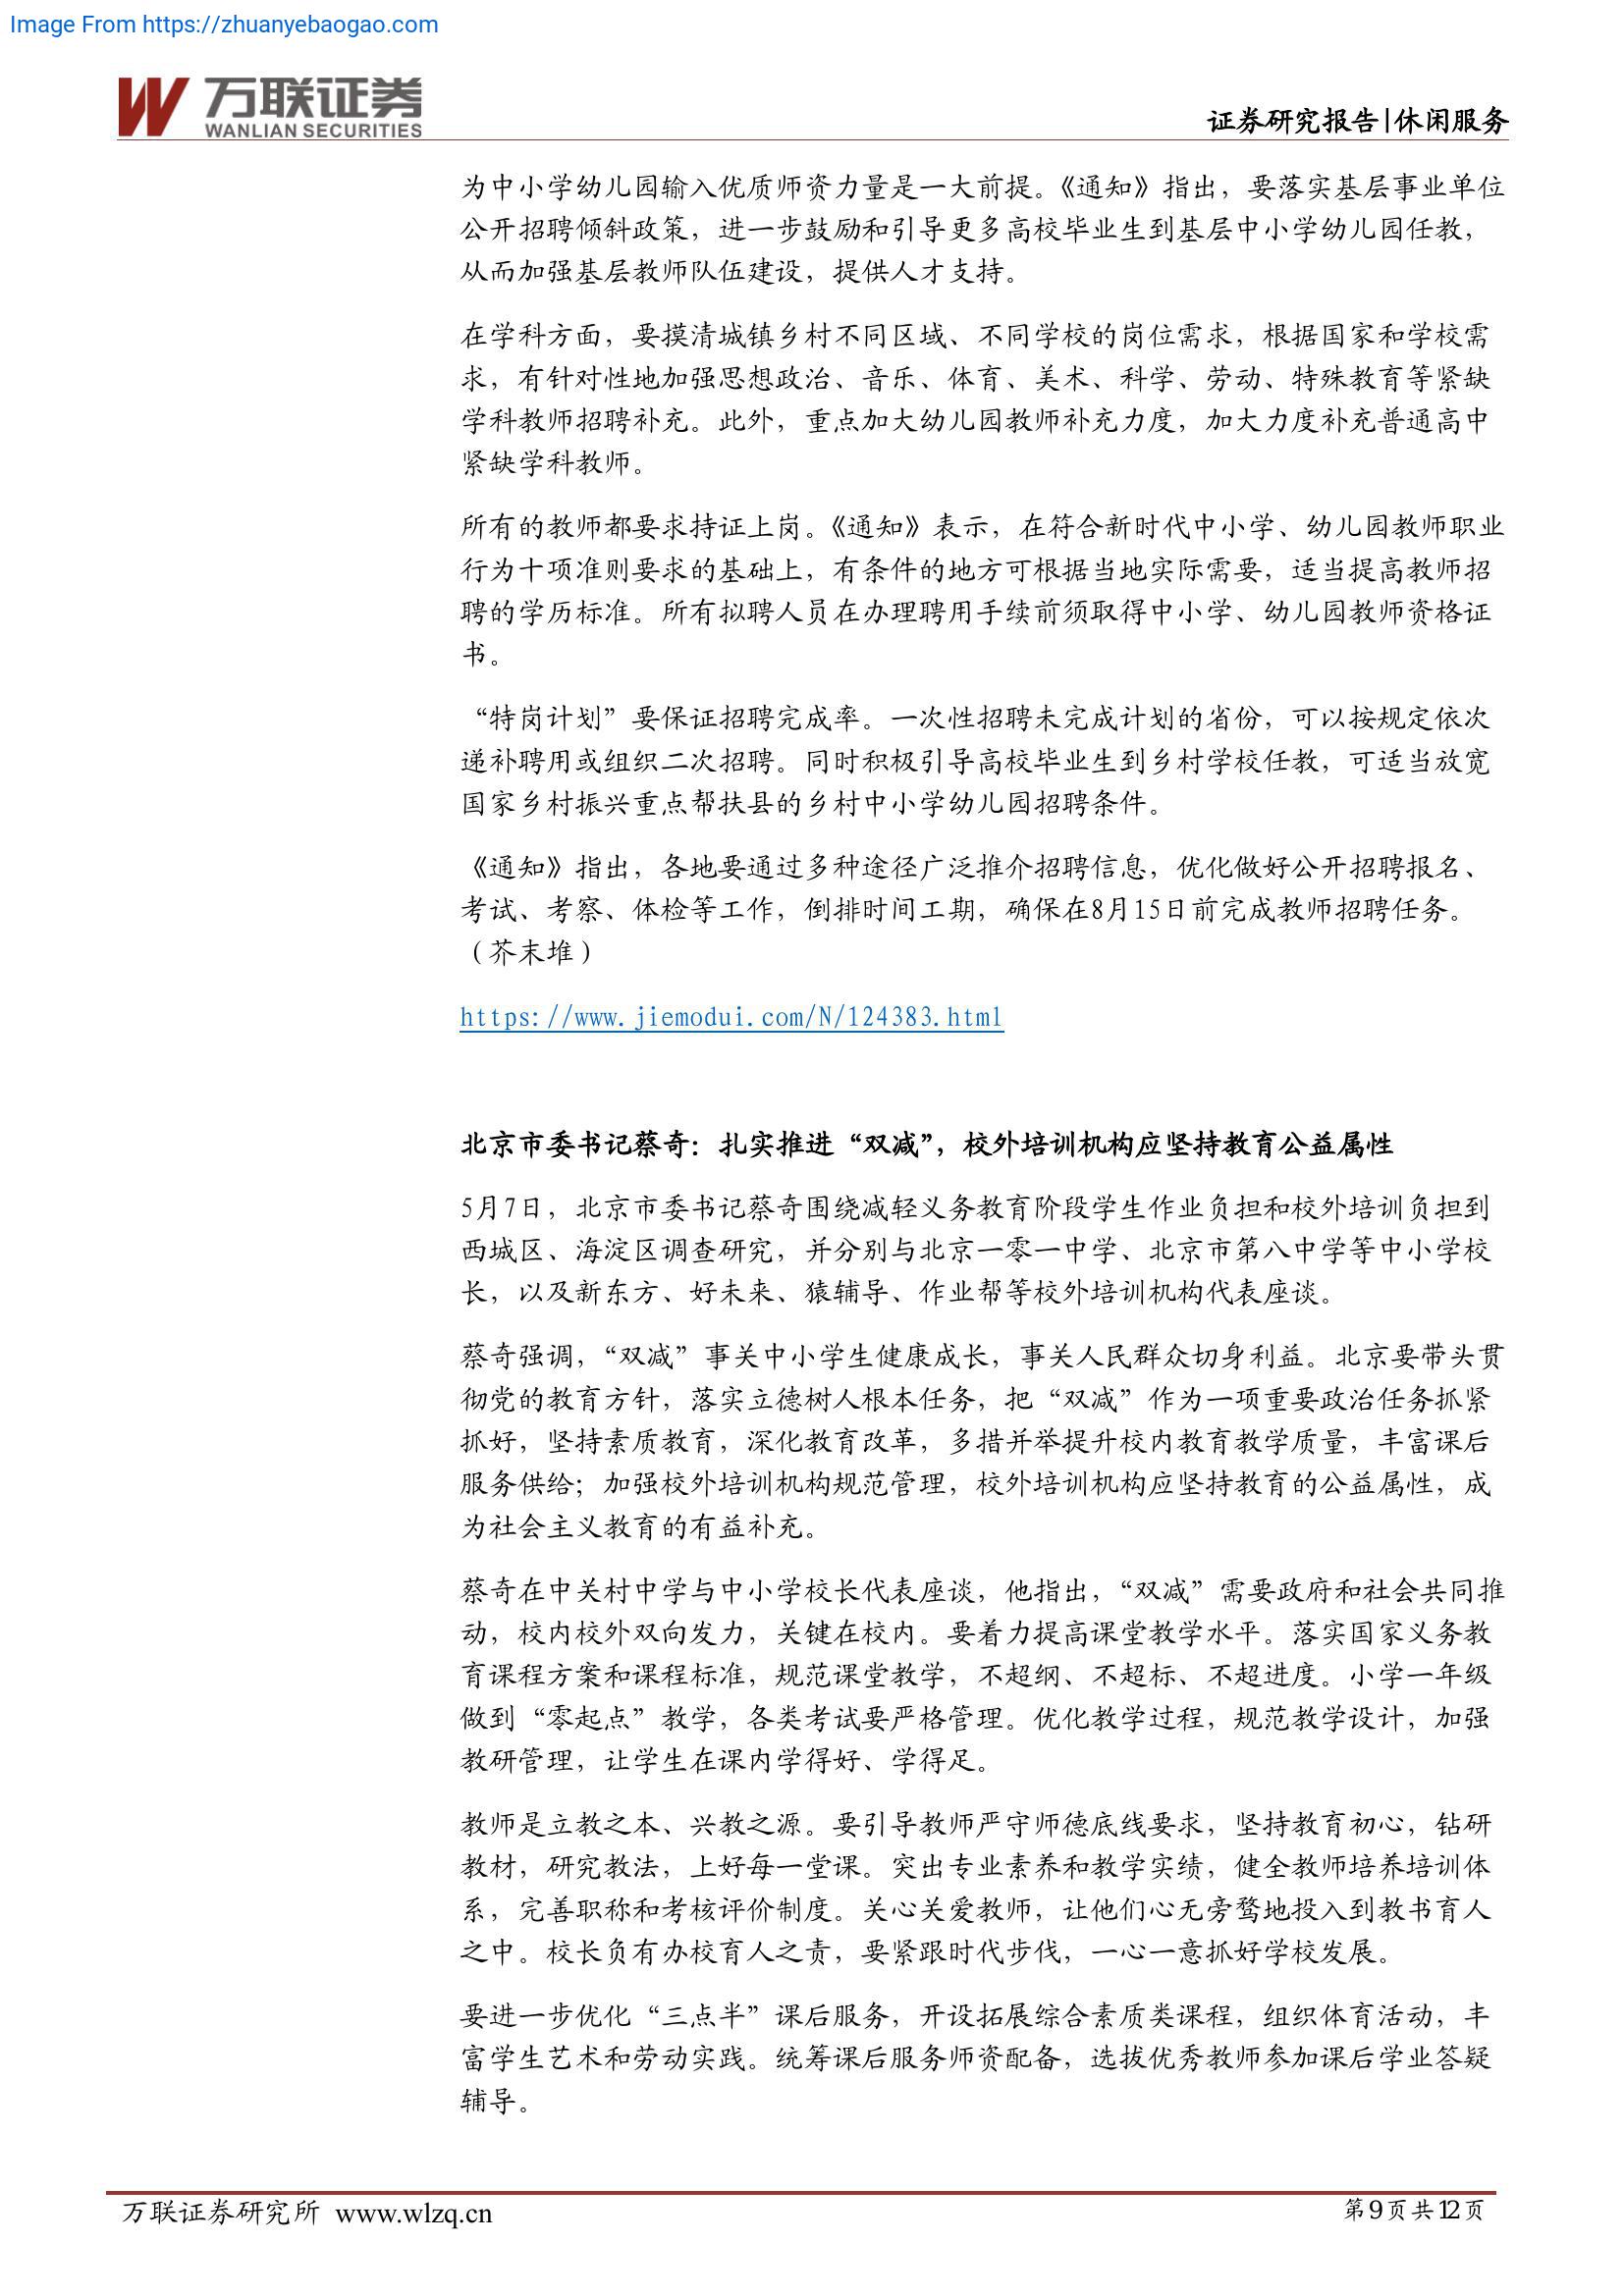 Image From https://zhuanyebaogao.com
万联证券
WANLIAN SECURITIES
证券研究报告|休闲服务
为中小学幼儿园输入优质师资力量是一大前提。《通知》指出，要落实基层事业单位
公开招聘倾斜政策，进一步鼓励和引导更多高校毕业生到基层中小学幼儿园任教，
从而加强基层教师队伍建设，提供人才支持。
在学科方面，要摸清城镇乡村不同区域、不同学校的岗位需求，根据国家和学校需
求，有针对性地加强思想政治、音乐、体育、美术、科学、劳动、特殊教育等紧缺
学科教师招聘补充。此外，重点加大幼儿园教师补充力度，加大力度补充普通高中
紧缺学科教师。
所有的教师都要求持证上岗。《通知》表示，在符合新时代中小学、幼儿园教师职业
行为十项准则要求的基础上，有条件的地方可根据当地实际需要，适当提高教师招
聘的学历标准。所有拟聘人员在办理聘用手续前须取得中小学、幼儿园教师资格证
书。
“特岗计划”要保证招聘完成率。一次性招聘未完成计划的省份，可以按规定依次
递补聘用或组织二次招聘。同时积极引导高校毕业生到乡村学校任教，可适当放宽
国家乡村振兴重点帮扶县的乡村中小学幼儿园招聘条件。
《通知》指出，各地要通过多种途径广泛推介招聘信息，优化做好公开招聘报名、
考试、考察、体检等工作，倒排时间工期，确保在8月15日前完成教师招聘任务。
（芥末堆）
https://www.jiemodui.com/N/124383.html
北京市委书记蔡奇：扎实推进“双减”，校外培训机构应坚持教育公益属性
5月7日，北京市委书记蔡奇围绕减轻义务教育阶段学生作业负担和校外培训负担到
西城区、海淀区调查研究，并分别与北京一零一中学、北京市第八中学等中小学校
长，以及新东方、好未来、猿辅导、作业帮等校外培训机构代表座谈。
蔡奇强调，“双减”事关中小学生健康成长，事关人民群众切身利益。北京要带头贯
彻党的教育方针，落实立德树人根本任务，把“双减”作为一项重要政治任务抓紧
抓好，坚持素质教育，深化教育改革，多措并举提升校内教育教学质量，丰富课后
服务供给；加强校外培训机构规范管理，校外培训机构应坚持教育的公益属性，成
为社会主义教育的有益补充。
蔡奇在中关村中学与中小学校长代表座谈，他指出，“双减”需要政府和社会共同推
动，校内校外双向发力，关键在校内。要着力提高课堂教学水平。落实国家义务教
育课程方案和课程标准，规范课堂教学，不超纲、不超标、不超进度。小学一年级
做到“零起点”教学，各类考试要严格管理。优化教学过程，规范教学设计，加强
教研管理，让学生在课内学得好、学得足。
教师是立教之本、兴教之源。要引导教师严守师德底线要求，坚持教育初心，钻研
教材，研究教法，上好每一堂课。突出专业素养和教学实绩，健全教师培养培训体
系，完善职称和考核评价制度。关心关爱教师，让他们心无旁骛地投入到教书育人
之中。校长负有办校育人之责，要紧跟时代步伐，一心一意抓好学校发展。
要进一步优化“三点半”课后服务，开设拓展综合素质类课程，组织体育活动，丰
富学生艺术和劳动实践。统筹课后服务师资配备，选拔优秀教师参加课后学业答疑
辅导。
万联证券研究所 www.wlzq.cn
第9页共12页